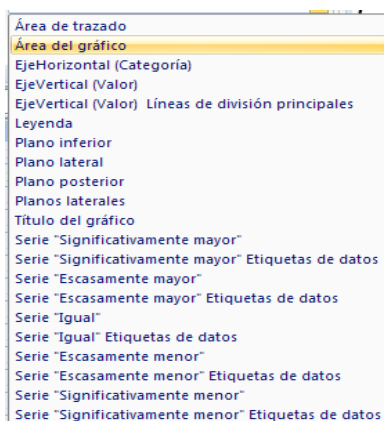 Área de trazado
Área del gráfico
EjeHorizontal (Categoría)
EjeVertical (Valor)
EjeVertical (Valor) Líneas de división principales
Leyenda
Plano inferior
Plano lateral
Plano posterior
Planos laterales
Título del gráfico
Serie "Significativamente mayor"
Serie "Significativamente mayor" Etiquetas de datos
Serie "Escasamente mayor"
Serie "Escasamente mayor" Etiquetas de datos
Serie "Igual"
Serie "Igual" Etiquetas de datos
Serie "Escasamente menor"
Serie "Escasamente menor" Etiquetas de datos
Serie "Significativamente menor"
Serie "Significativamente menor" Etiquetas de datos